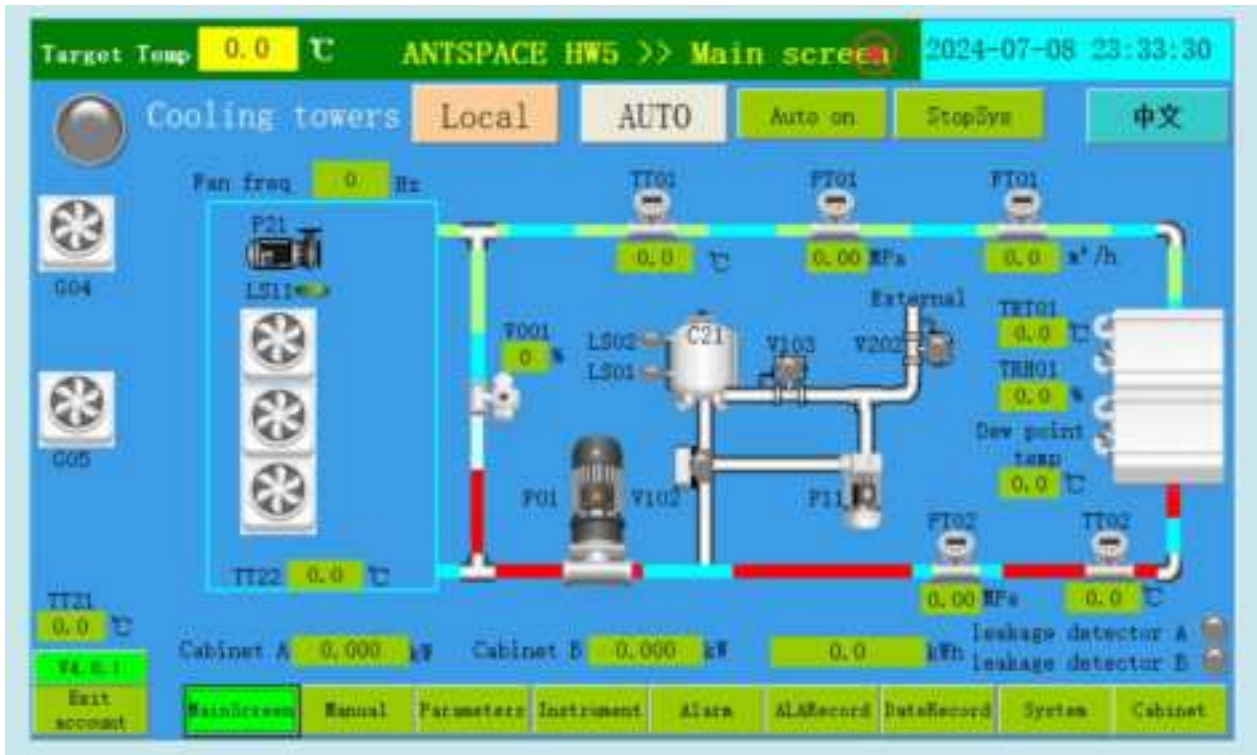 Target Temp 0.0 ℃ ANTSPACE HW5 >> Main screen 2024-07-08 23:33:30
Cooling towers Local AUTO Auto on StopSys 中文
Fan freq 0 Hz
TT01 PT01 FT01
P21
0.0 ℃ 0.00 MPa 0.0 m³/h
G04
LS11
External
TRT01
V001 LS02 C21 V103 V202 0.0 ℃
0 % LS01 TRH01
0.0 %
Dew point
G05
temp
P01 V102 P11 0.0 ℃
PT02 TT02
TT22 0.0 ℃
TT21 0.00 MPa 0.0 ℃
0.0 ℃
Cabinet A 0.000 kW Cabinet B 0.000 kW 0.0 kWh
leakage detector A
leakage detector B
V4.0.1
Exit
account
MainScreen Manual Parameters Instrument Alarm ALARecord DataRecord System Cabinet